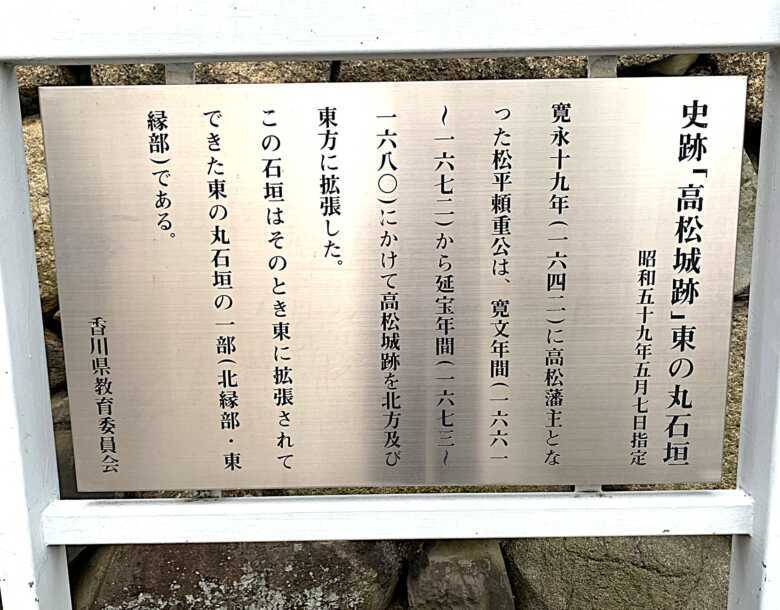 史跡「高松城跡」東の丸石垣
昭和五十九年五月七日指定
寛永十九年(一六四二)に高松藩主とな
った松平頼重公は、寛文年間(一六六一
～一六七二)から延宝年間(一六七三～
一六八〇)にかけて高松城跡を北方及び
東方に拡張した。
この石垣はそのとき東に拡張されて
できた東の丸石垣の一部(北縁部・東
縁部)である。
香川県教育委員会